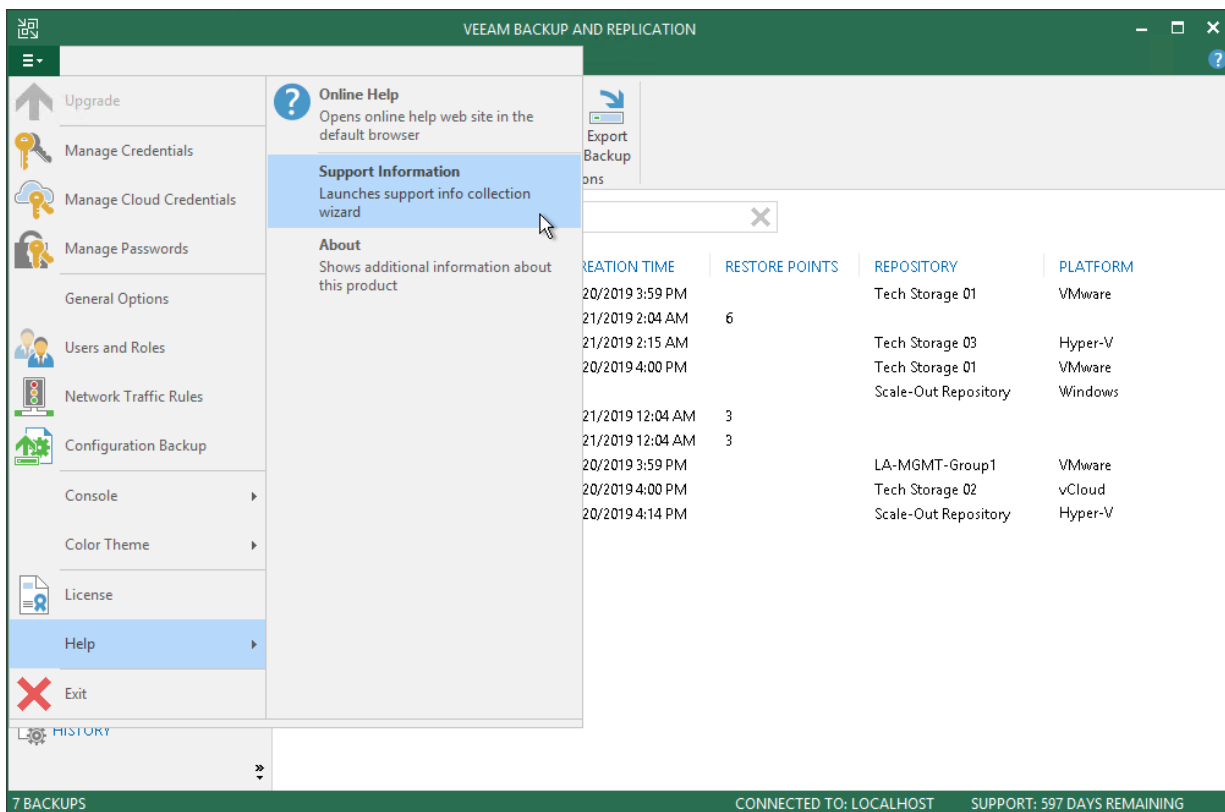 VEEAM BACKUP AND REPLICATION
Upgrade
Manage Credentials
Manage Cloud Credentials
Manage Passwords
General Options
Users and Roles
Network Traffic Rules
Configuration Backup
Console
Color Theme
License
Help
Exit
Online Help
Opens online help web site in the
default browser
Support Information
Launches support info collection
wizard
About
Shows additional information about
this product
Export
Backup
ons
REATION TIME RESTORE POINTS REPOSITORY PLATFORM
20/2019 3:59 PM Tech Storage 01 VMware
21/2019 2:04 AM 6
21/2019 2:15 AM Tech Storage 03 Hyper-V
20/2019 4:00 PM Tech Storage 01 VMware
Scale-Out Repository Windows
21/2019 12:04 AM 3
21/2019 12:04 AM 3
20/2019 3:59 PM LA-MGMT-Group1 VMware
20/2019 4:00 PM Tech Storage 02 vCloud
20/2019 4:14 PM Scale-Out Repository Hyper-V
HISTORY
7 BACKUPS CONNECTED TO: LOCALHOST SUPPORT: 597 DAYS REMAINING